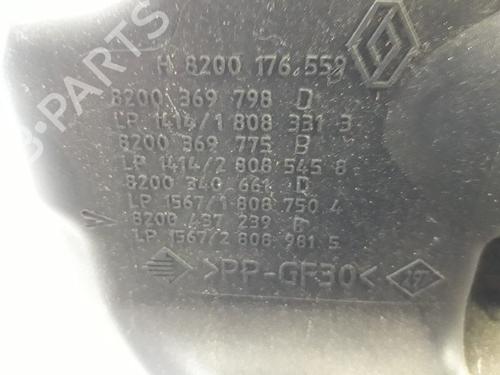 H 8200 176 559
8200 369 798 D
LP 1414/1 808 331 3
8200 369 775 B
LP 1414/2 808 545 8
8200 340 661 D
LP 1567/1 808 750 4
8200 437 239
LP 1567/2 808 981 5
>PP-GF30<